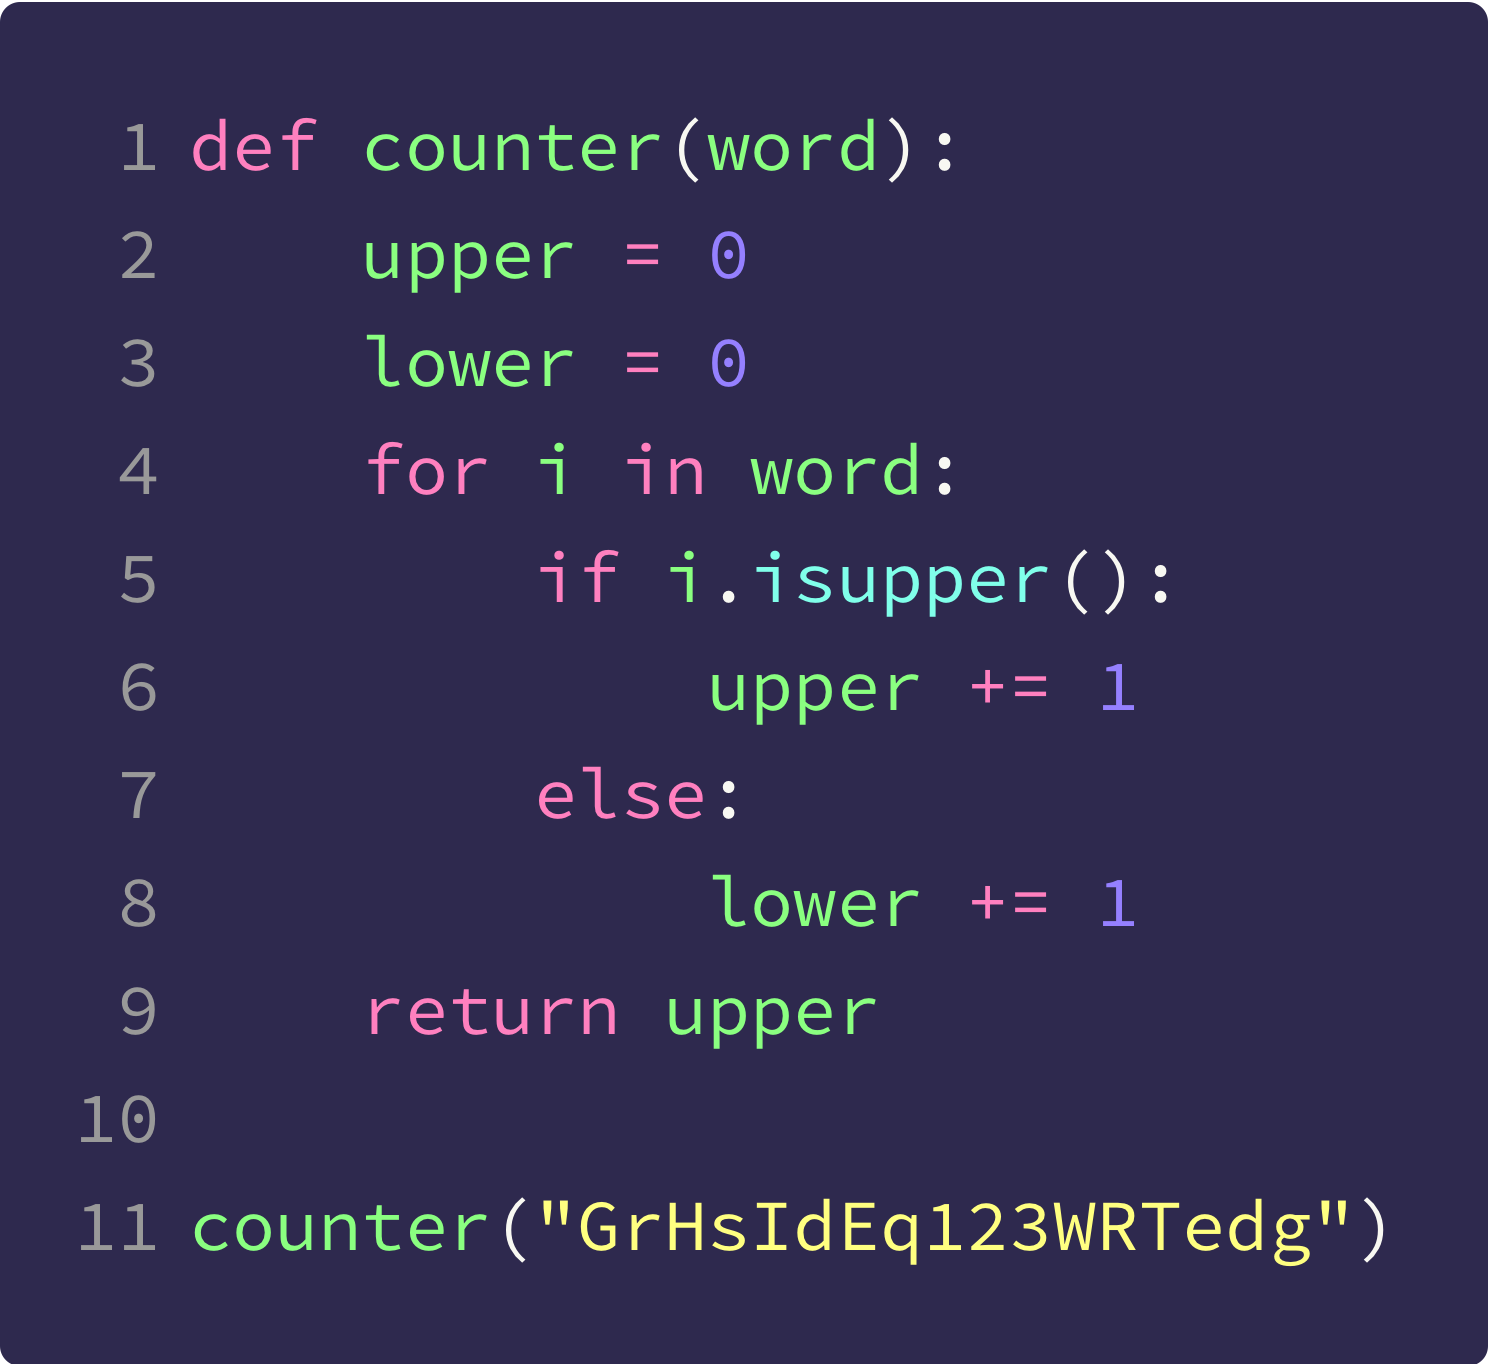 1 def counter(word):
2     upper = 0
3     lower = 0
4     for i in word:
5         if i.isupper():
6             upper += 1
7         else:
8             lower += 1
9     return upper
10
11 counter("GrHsIdEq123WRTedg")